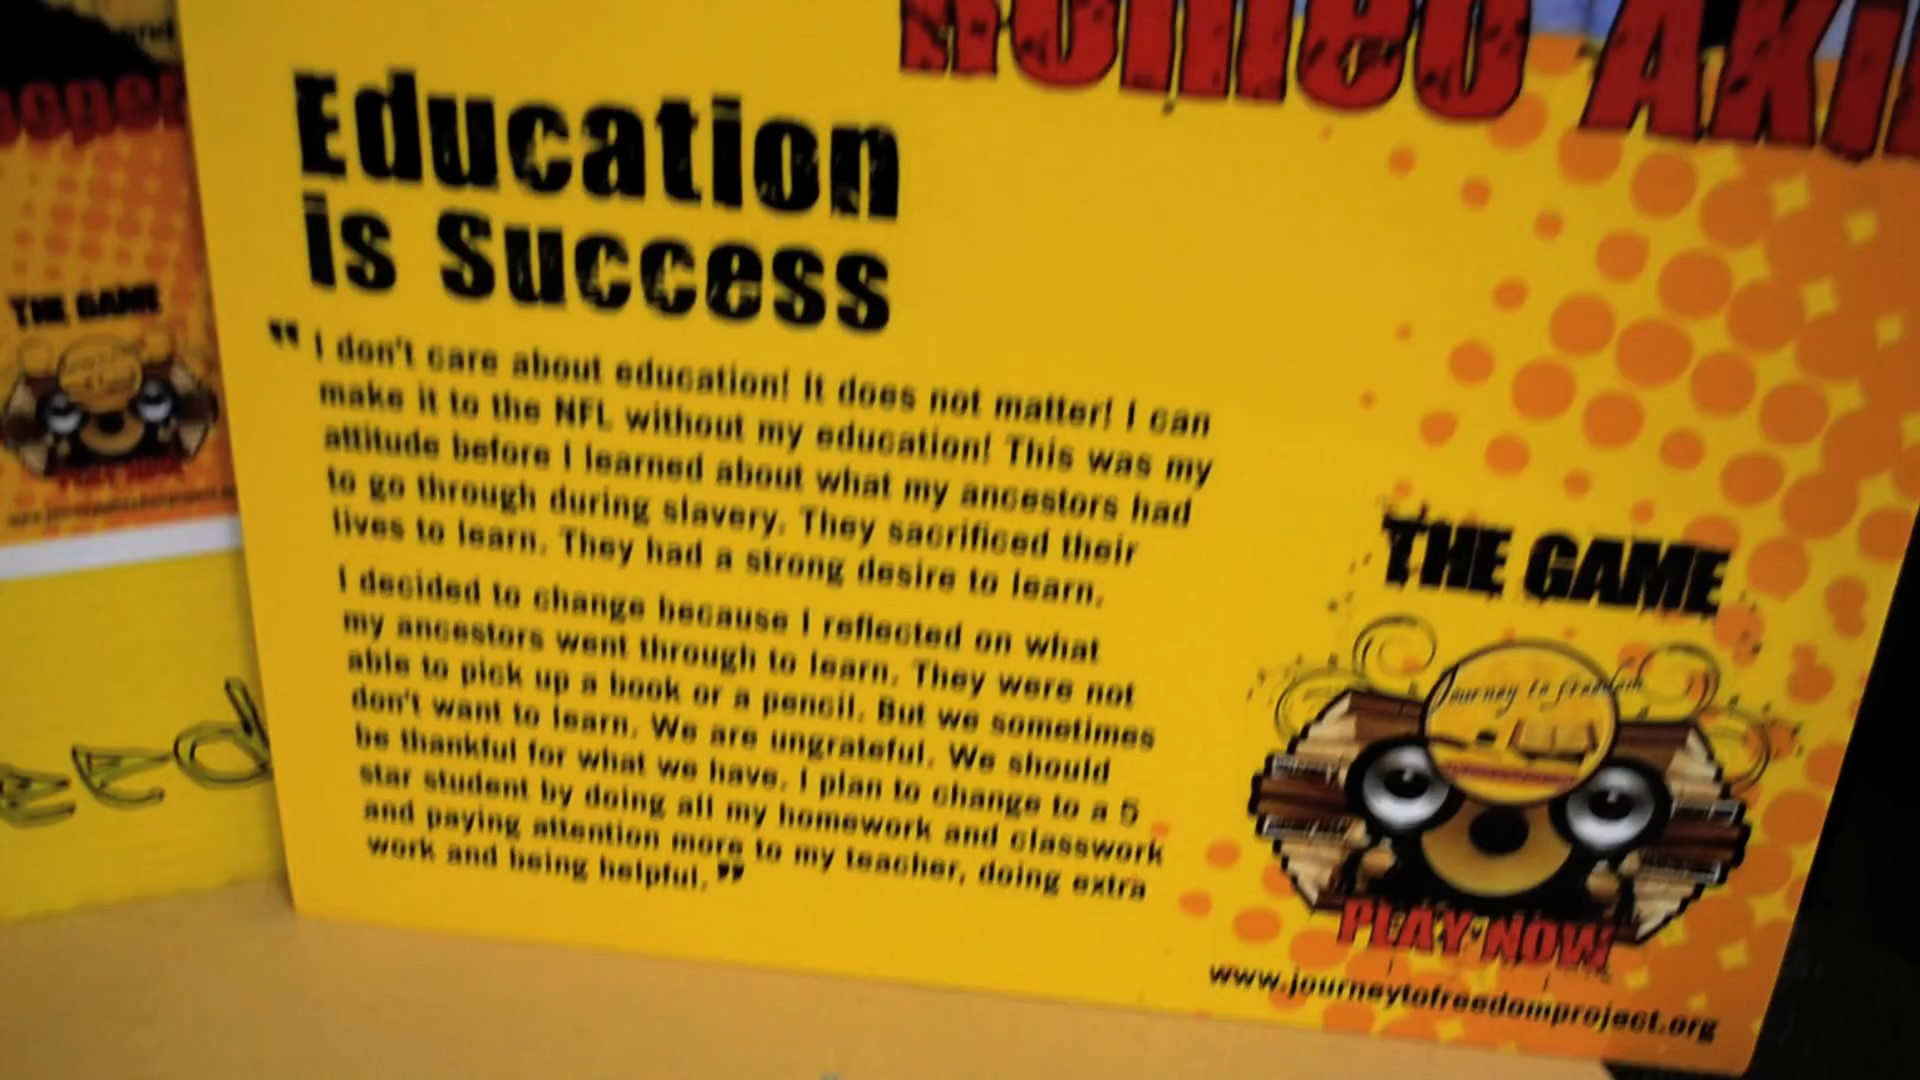 Romeo
Education
is Success
" I don't care about education! It does not matter! I can
make it to the NFL without my education! This was my
attitude before I learned about what my ancestors had
to go through during slavery. They sacrificed their
lives to learn. They had a strong desire to learn.
I decided to change because I reflected on what
my ancestors went through to learn. They were not
able to pick up a book or a pencil. But we sometimes
don't want to learn. We are ungrateful. We should
be thankful for what we have. I plan to change to a 5
star student by doing all my homework and classwork
and paying attention more to my teacher, doing extra
work and being helpful. "
THE GAME
Journey to freedom
PLAY NOW
www.journeytofreedomproject.org
THE GAME
PLAY NOW